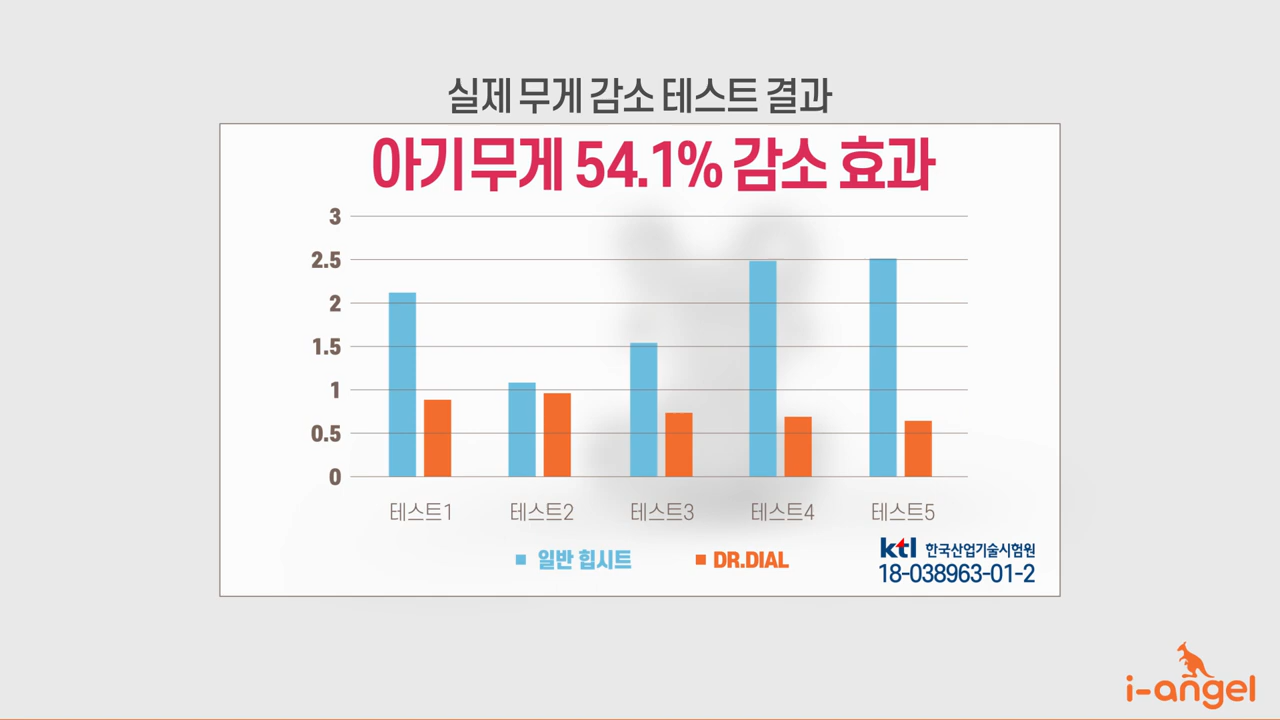 실제 무게 감소 테스트 결과
아기무게 54.1% 감소 효과
3
2.5
2
1.5
1
0.5
0
테스트1 테스트2 테스트3 테스트4 테스트5
일반 힙시트 DR.DIAL
ktl 한국산업기술시험원
18-038963-01-2
i-angel